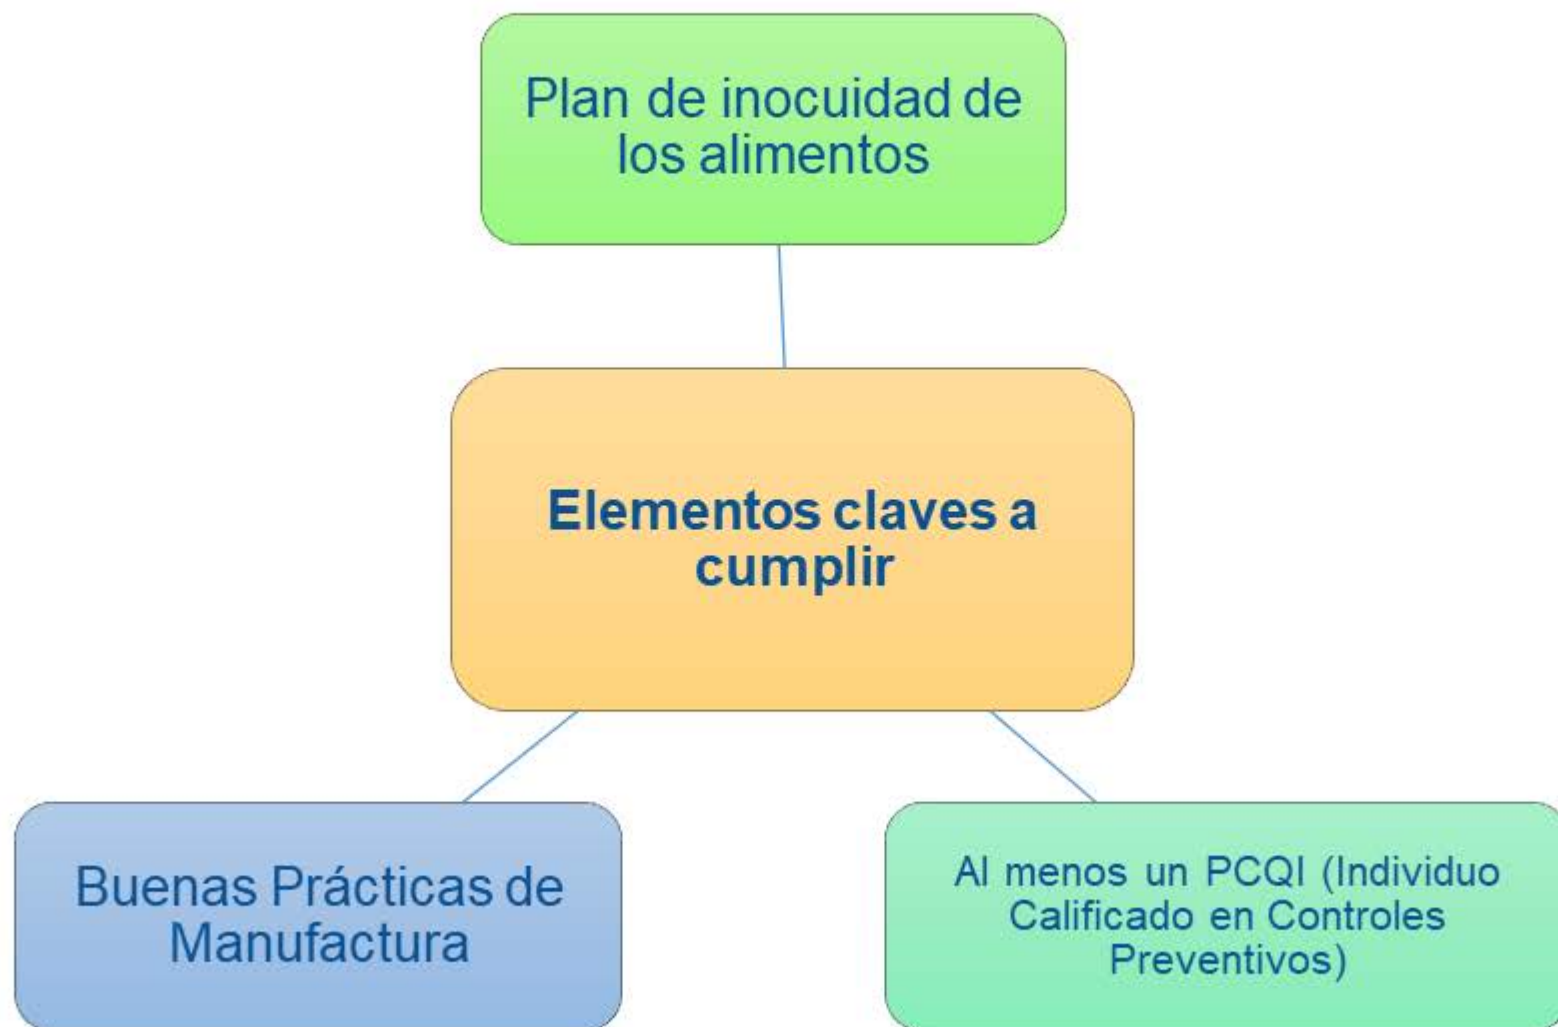 Plan de inocuidad de
los alimentos
Elementos claves a
cumplir
Buenas Prácticas de
Manufactura
Al menos un PCQI (Individuo
Calificado en Controles
Preventivos)